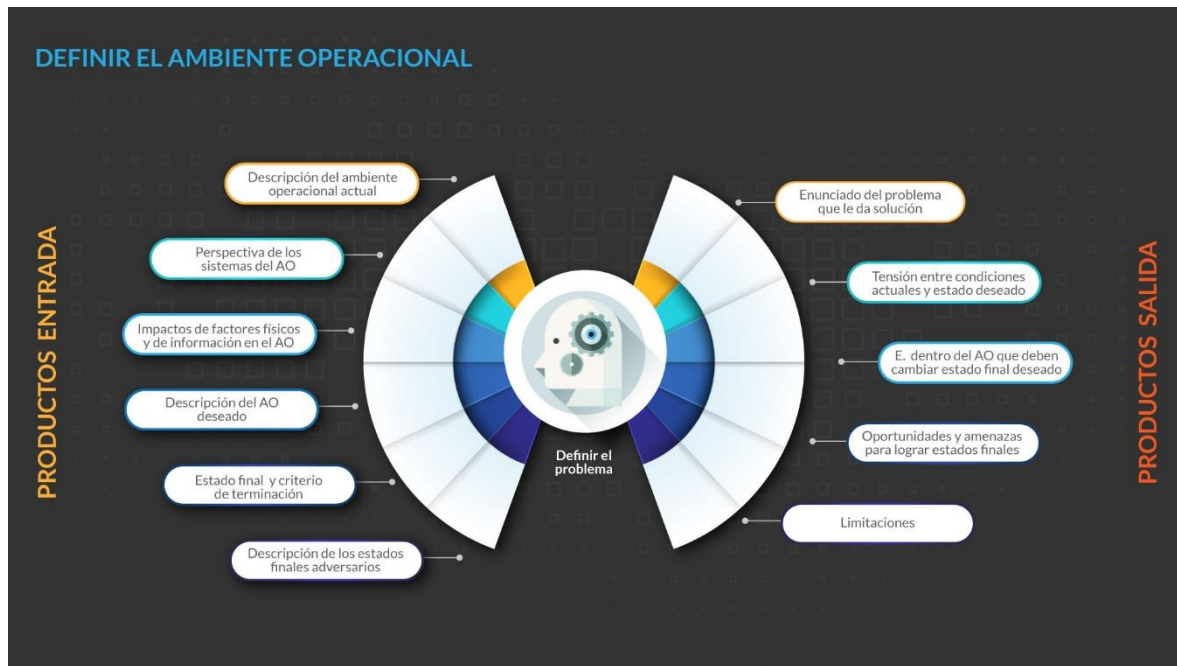 DEFINIR EL AMBIENTE OPERACIONAL
PRODUCTOS ENTRADA
Descripción del ambiente
operacional actual
Perspectiva de los
sistemas del AO
Impactos de factores físicos
y de información en el AO
Descripción del AO
deseado
Estado final y criterio
de terminación
Descripción de los estados
finales adversarios
Definir el
problema
Enunciado del problema
que le da solución
Tensión entre condiciones
actuales y estado deseado
E. dentro del AO que deben
cambiar estado final deseado
Oportunidades y amenazas
para lograr estados finales
Limitaciones
PRODUCTOS SALIDA